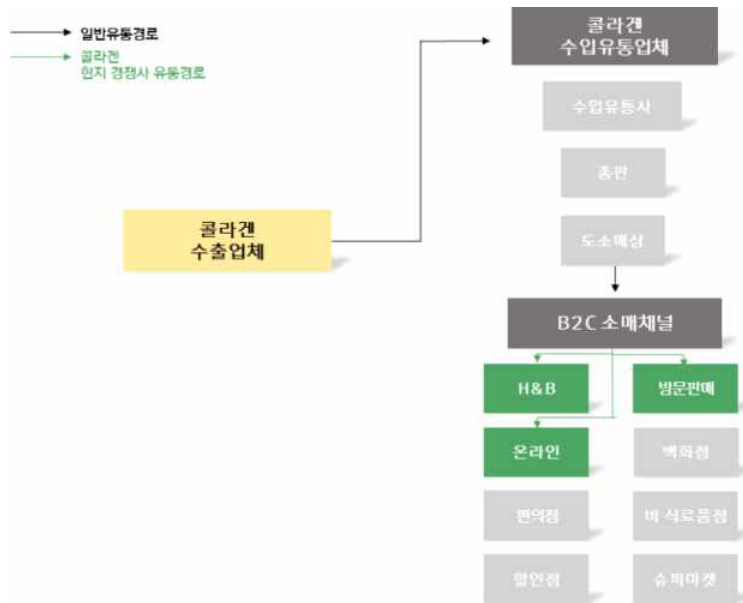 일반유통경로
콜라겐
현지 경쟁사 유통경로
콜라겐
수입유통업체
수입유통사
총판
도소매상
콜라겐
수출업체
B2C 소매채널
H&B
방문판매
온라인
백화점
편의점
비 식료품점
할인점
슈퍼마켓